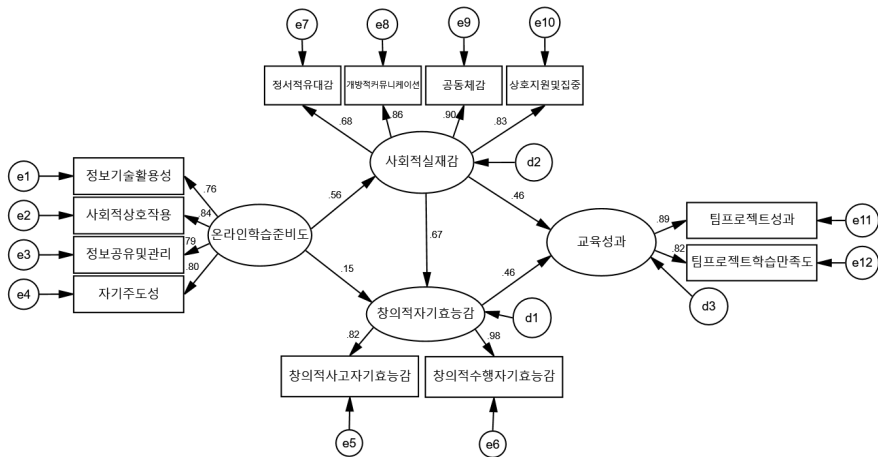 e7
e8
e9
e10
정서적유대감
개방적커뮤니케이션
공동체감
상호지원및집중
.68
.86
.90
.83
사회적실재감
d2
e1
정보기술활용성
.76
e2
사회적상호작용
.84
e3
정보공유및관리
.79
e4
자기주도성
.80
온라인학습준비도
.56
.15
.67
.46
.46
교육성과
.89
팀프로젝트성과
e11
.82
팀프로젝트학습만족도
e12
d3
창의적자기효능감
d1
.82
.98
창의적사고자기효능감
창의적수행자기효능감
e5
e6